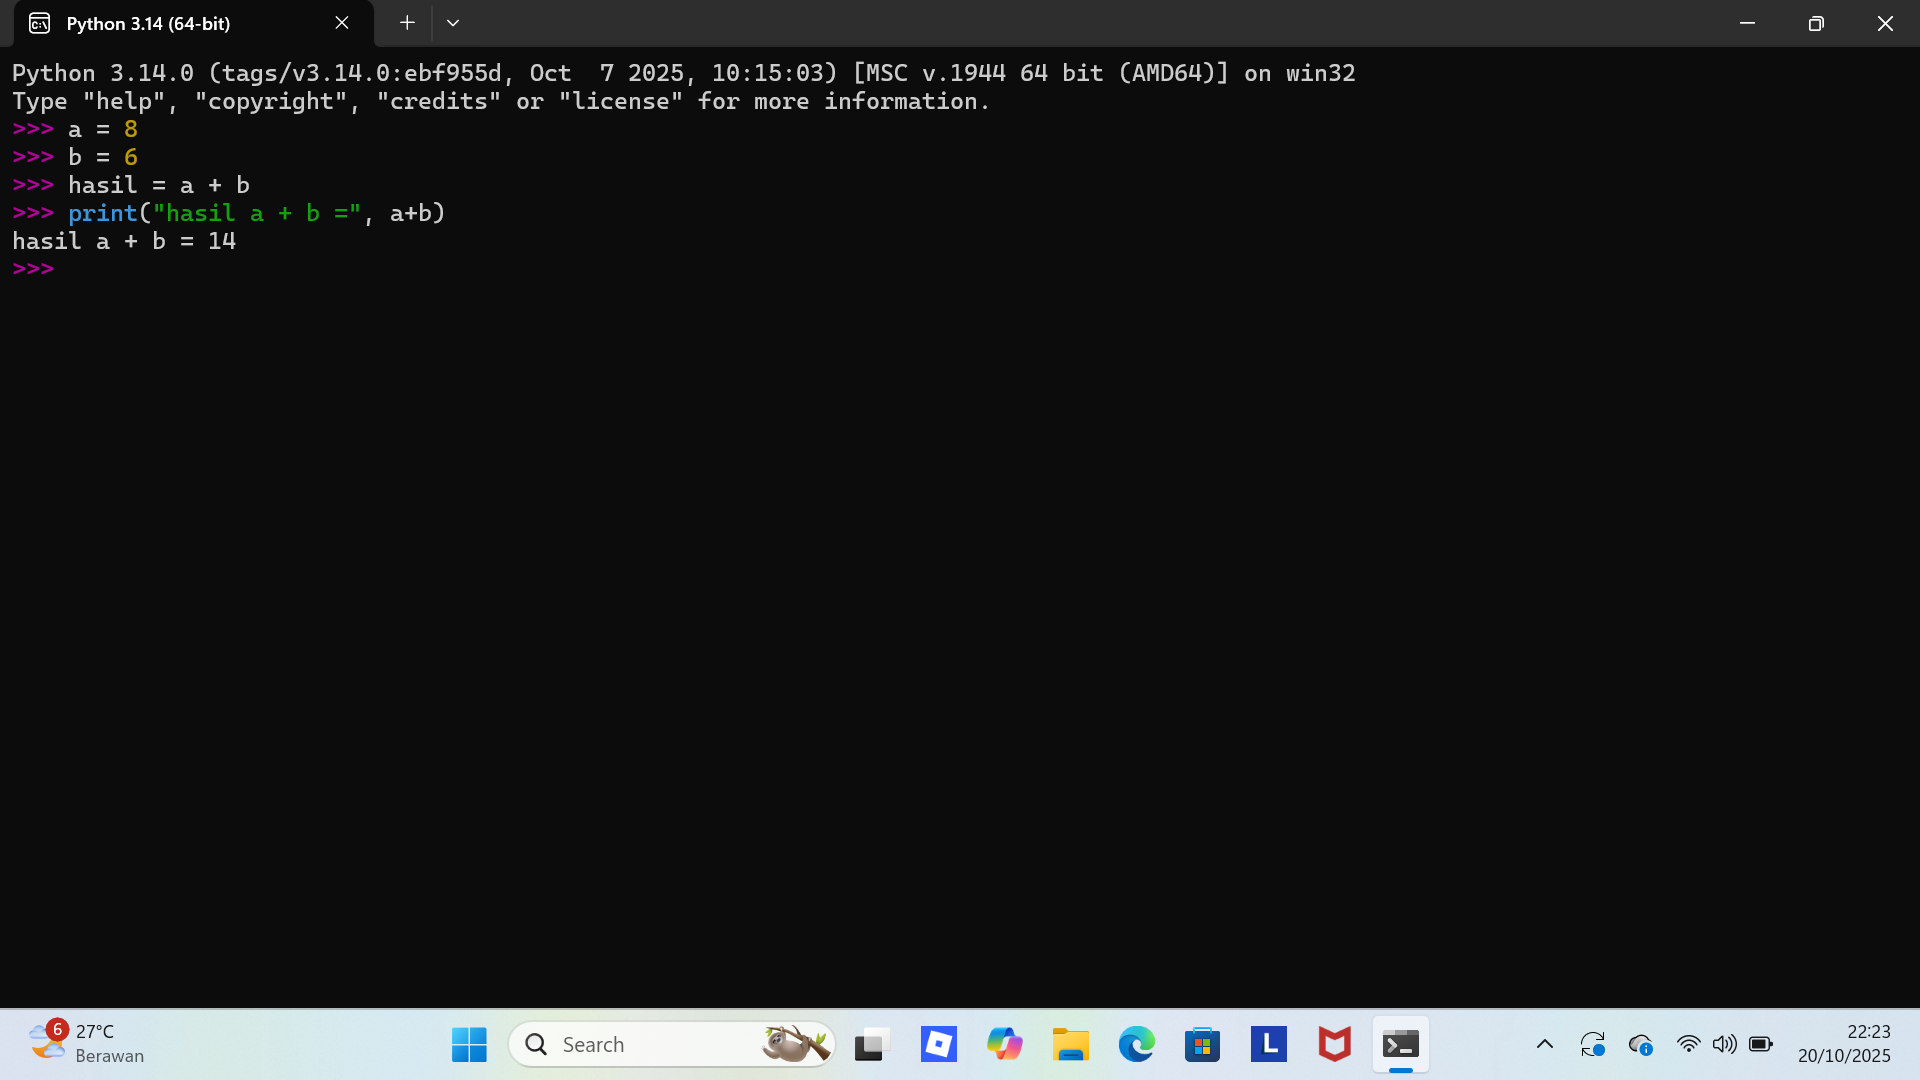 Python 3.14 (64-bit)
Python 3.14.0 (tags/v3.14.0:ebf955d, Oct  7 2025, 10:15:03) [MSC v.1944 64 bit (AMD64)] on win32
Type "help", "copyright", "credits" or "license" for more information.
>>> a = 8
>>> b = 6
>>> hasil = a + b
>>> print("hasil a + b =", a+b)
hasil a + b = 14
>>>
6
27°C
Berawan
Search
L
22:23
20/10/2025